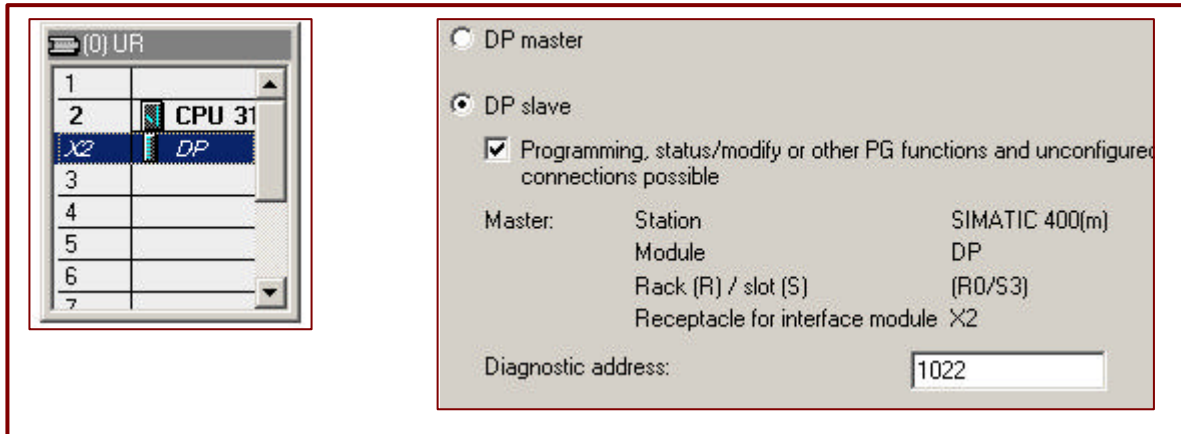 (0) UR
1
2 CPU 31
X2 DP
3
4
5
6
7
DP master
DP slave
Programming, status/modify or other PG functions and unconfigured
connections possible
Master: Station SIMATIC 400(m)
Module DP
Rack (R) / slot (S) (R0/S3)
Receptacle for interface module X2
Diagnostic address: 1022